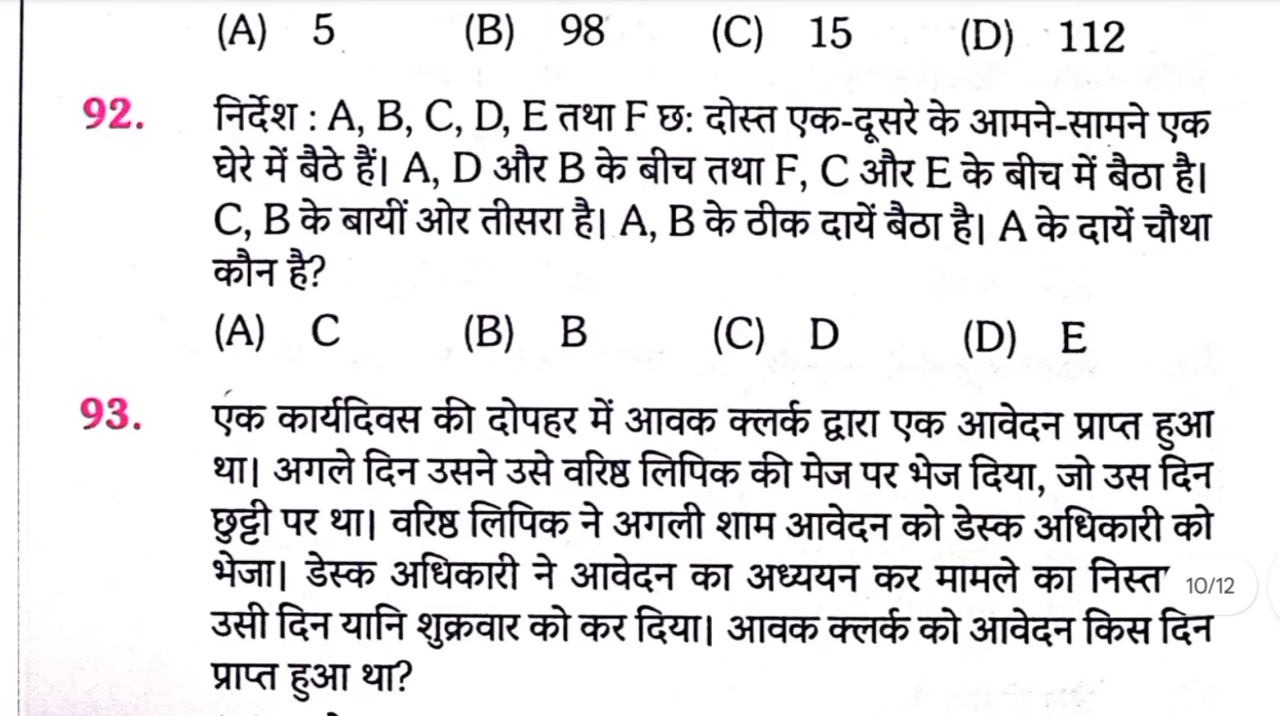 (A) 5 (B) 98 (C) 15 (D) 112
92. निर्देश : A, B, C, D, E तथा F छः दोस्त एक-दूसरे के आमने-सामने एक
घेरे में बैठे हैं। A, D और B के बीच तथा F, C और E के बीच में बैठा है।
C, B के बायीं ओर तीसरा है। A, B के ठीक दायें बैठा है। A के दायें चौथा
कौन है?
(A) C (B) B (C) D (D) E
93. एक कार्यदिवस की दोपहर में आवक क्लर्क द्वारा एक आवेदन प्राप्त हुआ
था। अगले दिन उसने उसे वरिष्ठ लिपिक की मेज पर भेज दिया, जो उस दिन
छुट्टी पर था। वरिष्ठ लिपिक ने अगली शाम आवेदन को डेस्क अधिकारी को
भेजा। डेस्क अधिकारी ने आवेदन का अध्ययन कर मामले का 10/12
उसी दिन यानि शुक्रवार को कर दिया। आवक क्लर्क को आवेदन किस दिन
प्राप्त हुआ था?